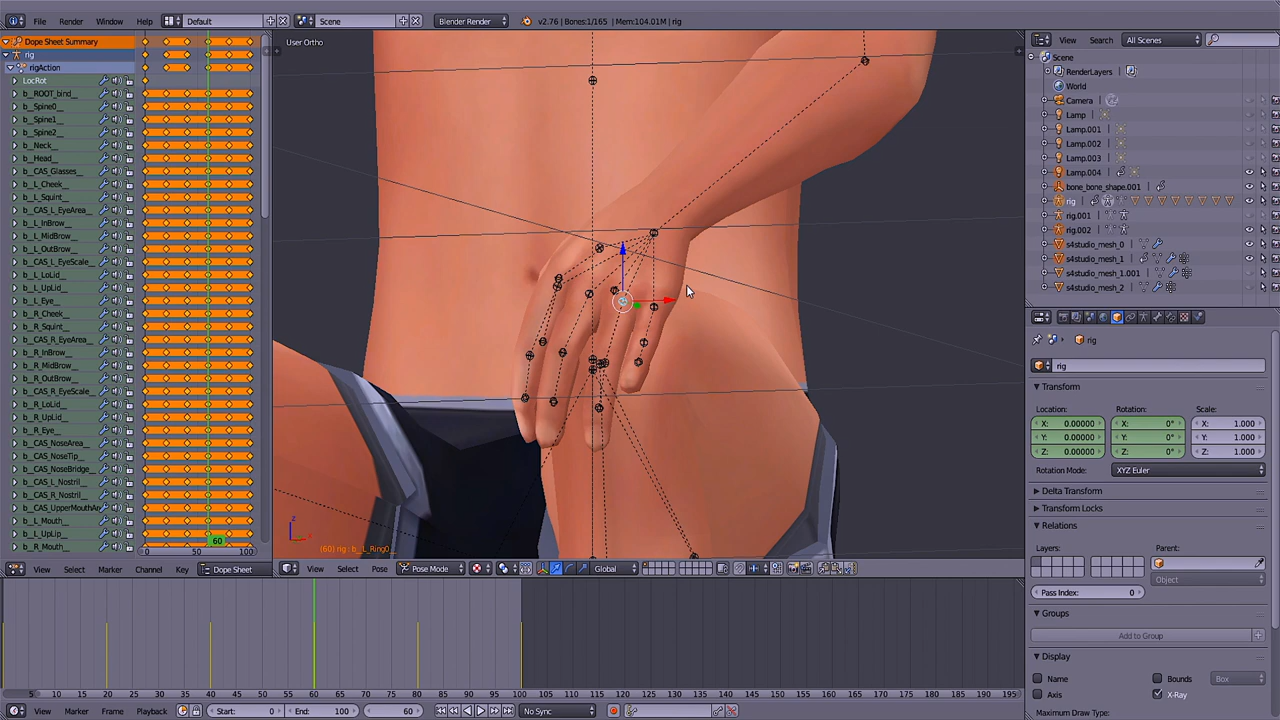 File Render Window Help Default Scene Blender Render v2.76 | Bones:1/165 | Mem:104.01M | rig
Dope Sheet Summary
rig
rigAction
LocRot
b__ROOT_bind__
b__Spine0__
b__Spine1__
b__Spine2__
b__Neck__
b__Head__
b__CAS_Glasses__
b__L_Cheek__
b__L_Squint__
b__CAS_L_EyeArea__
b__L_InBrow__
b__L_MidBrow__
b__L_OutBrow__
b__CAS_L_EyeScale__
b__L_LoLid__
b__L_UpLid__
b__L_Eye__
b__R_Cheek__
b__R_Squint__
b__CAS_R_EyeArea__
b__R_InBrow__
b__R_MidBrow__
b__R_OutBrow__
b__CAS_R_EyeScale__
b__R_LoLid__
b__R_UpLid__
b__R_Eye__
b__CAS_NoseArea__
b__CAS_NoseTip__
b__CAS_NoseBridge__
b__CAS_L_Nostril__
b__CAS_R_Nostril__
b__CAS_UpperMouthAr
b__L_Mouth__
b__L_UpLip__
b__R_Mouth__
60
0 50 100
View Select Marker Channel Key Dope Sheet
User Ortho
z
(60) rig : b__L_Ring0__
View Select Pose Pose Mode Global
View Search All Scenes
Scene
RenderLayers
World
Camera
Lamp
Lamp.001
Lamp.002
Lamp.003
Lamp.004
bone_bone_shape.001
rig
rig.001
rig.002
s4studio_mesh_0
s4studio_mesh_1
s4studio_mesh_1.001
s4studio_mesh_2
rig
rig
Transform
Location: Rotation: Scale:
X: 0.00000 X: 0° X: 1.000
Y: 0.00000 Y: 0° Y: 1.000
Z: 0.00000 Z: 0° Z: 1.000
Rotation Mode: XYZ Euler
Delta Transform
Transform Locks
Relations
Layers: Parent:
Object
Pass Index: 0
Groups
Add to Group
Display
Name Bounds Box
Axis X-Ray
Maximum Draw Type:
5 10 15 20 25 30 35 40 45 50 55 60 65 70 75 80 85 90 95 100 105 110 115 120 125 130 135 140 145 150 155 160 165 170 175 180 185 190 195
View Marker Frame Playback Start: 0 End: 100 60 No Sync